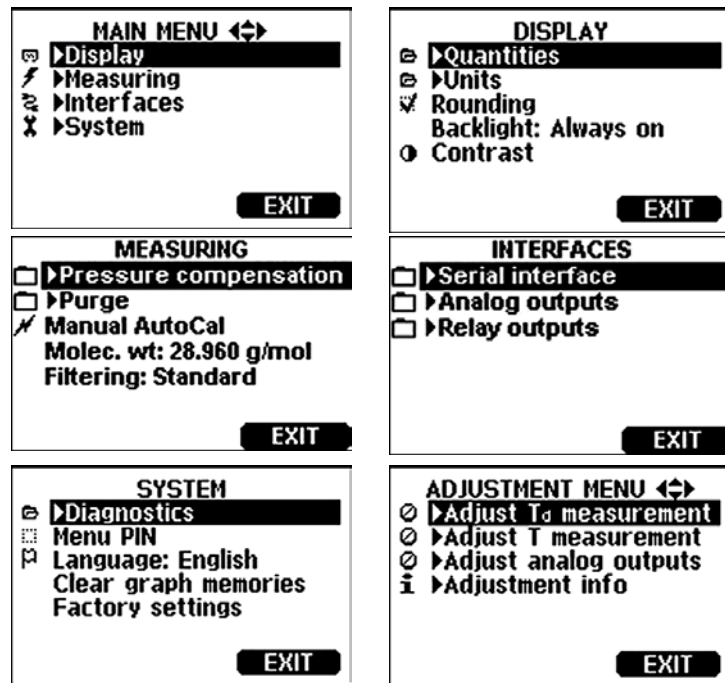 MAIN MENU
▶Display
▶Measuring
▶Interfaces
▶System
EXIT
DISPLAY
▶Quantities
▶Units
Rounding
Backlight: Always on
Contrast
EXIT
MEASURING
▶Pressure compensation
▶Purge
Manual AutoCal
Molec. wt: 28.960 g/mol
Filtering: Standard
EXIT
INTERFACES
▶Serial interface
▶Analog outputs
▶Relay outputs
EXIT
SYSTEM
▶Diagnostics
Menu PIN
Language: English
Clear graph memories
Factory settings
EXIT
ADJUSTMENT MENU
▶Adjust Td measurement
▶Adjust T measurement
▶Adjust analog outputs
▶Adjustment info
EXIT